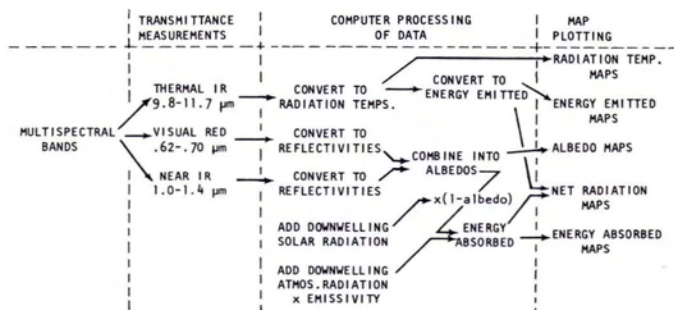 TRANSMITTANCE
MEASUREMENTS
COMPUTER PROCESSING
OF DATA
MAP
PLOTTING
MULTISPECTRAL
BANDS
THERMAL IR
9.8-11.7 μm
VISUAL RED
.62-.70 μm
NEAR IR
1.0-1.4 μm
CONVERT TO
RADIATION TEMPS.
CONVERT TO
ENERGY EMITTED
CONVERT TO
REFLECTIVITIES
CONVERT TO
REFLECTIVITIES
COMBINE INTO
ALBEDOS
x(1-albedo)
ADD DOWNWELLING
SOLAR RADIATION
ENERGY
ABSORBED
ADD DOWNWELLING
ATMOS.RADIATION
x EMISSIVITY
RADIATION TEMP.
MAPS
ENERGY EMITTED
MAPS
ALBEDO MAPS
NET RADIATION
MAPS
ENERGY ABSORBED
MAPS